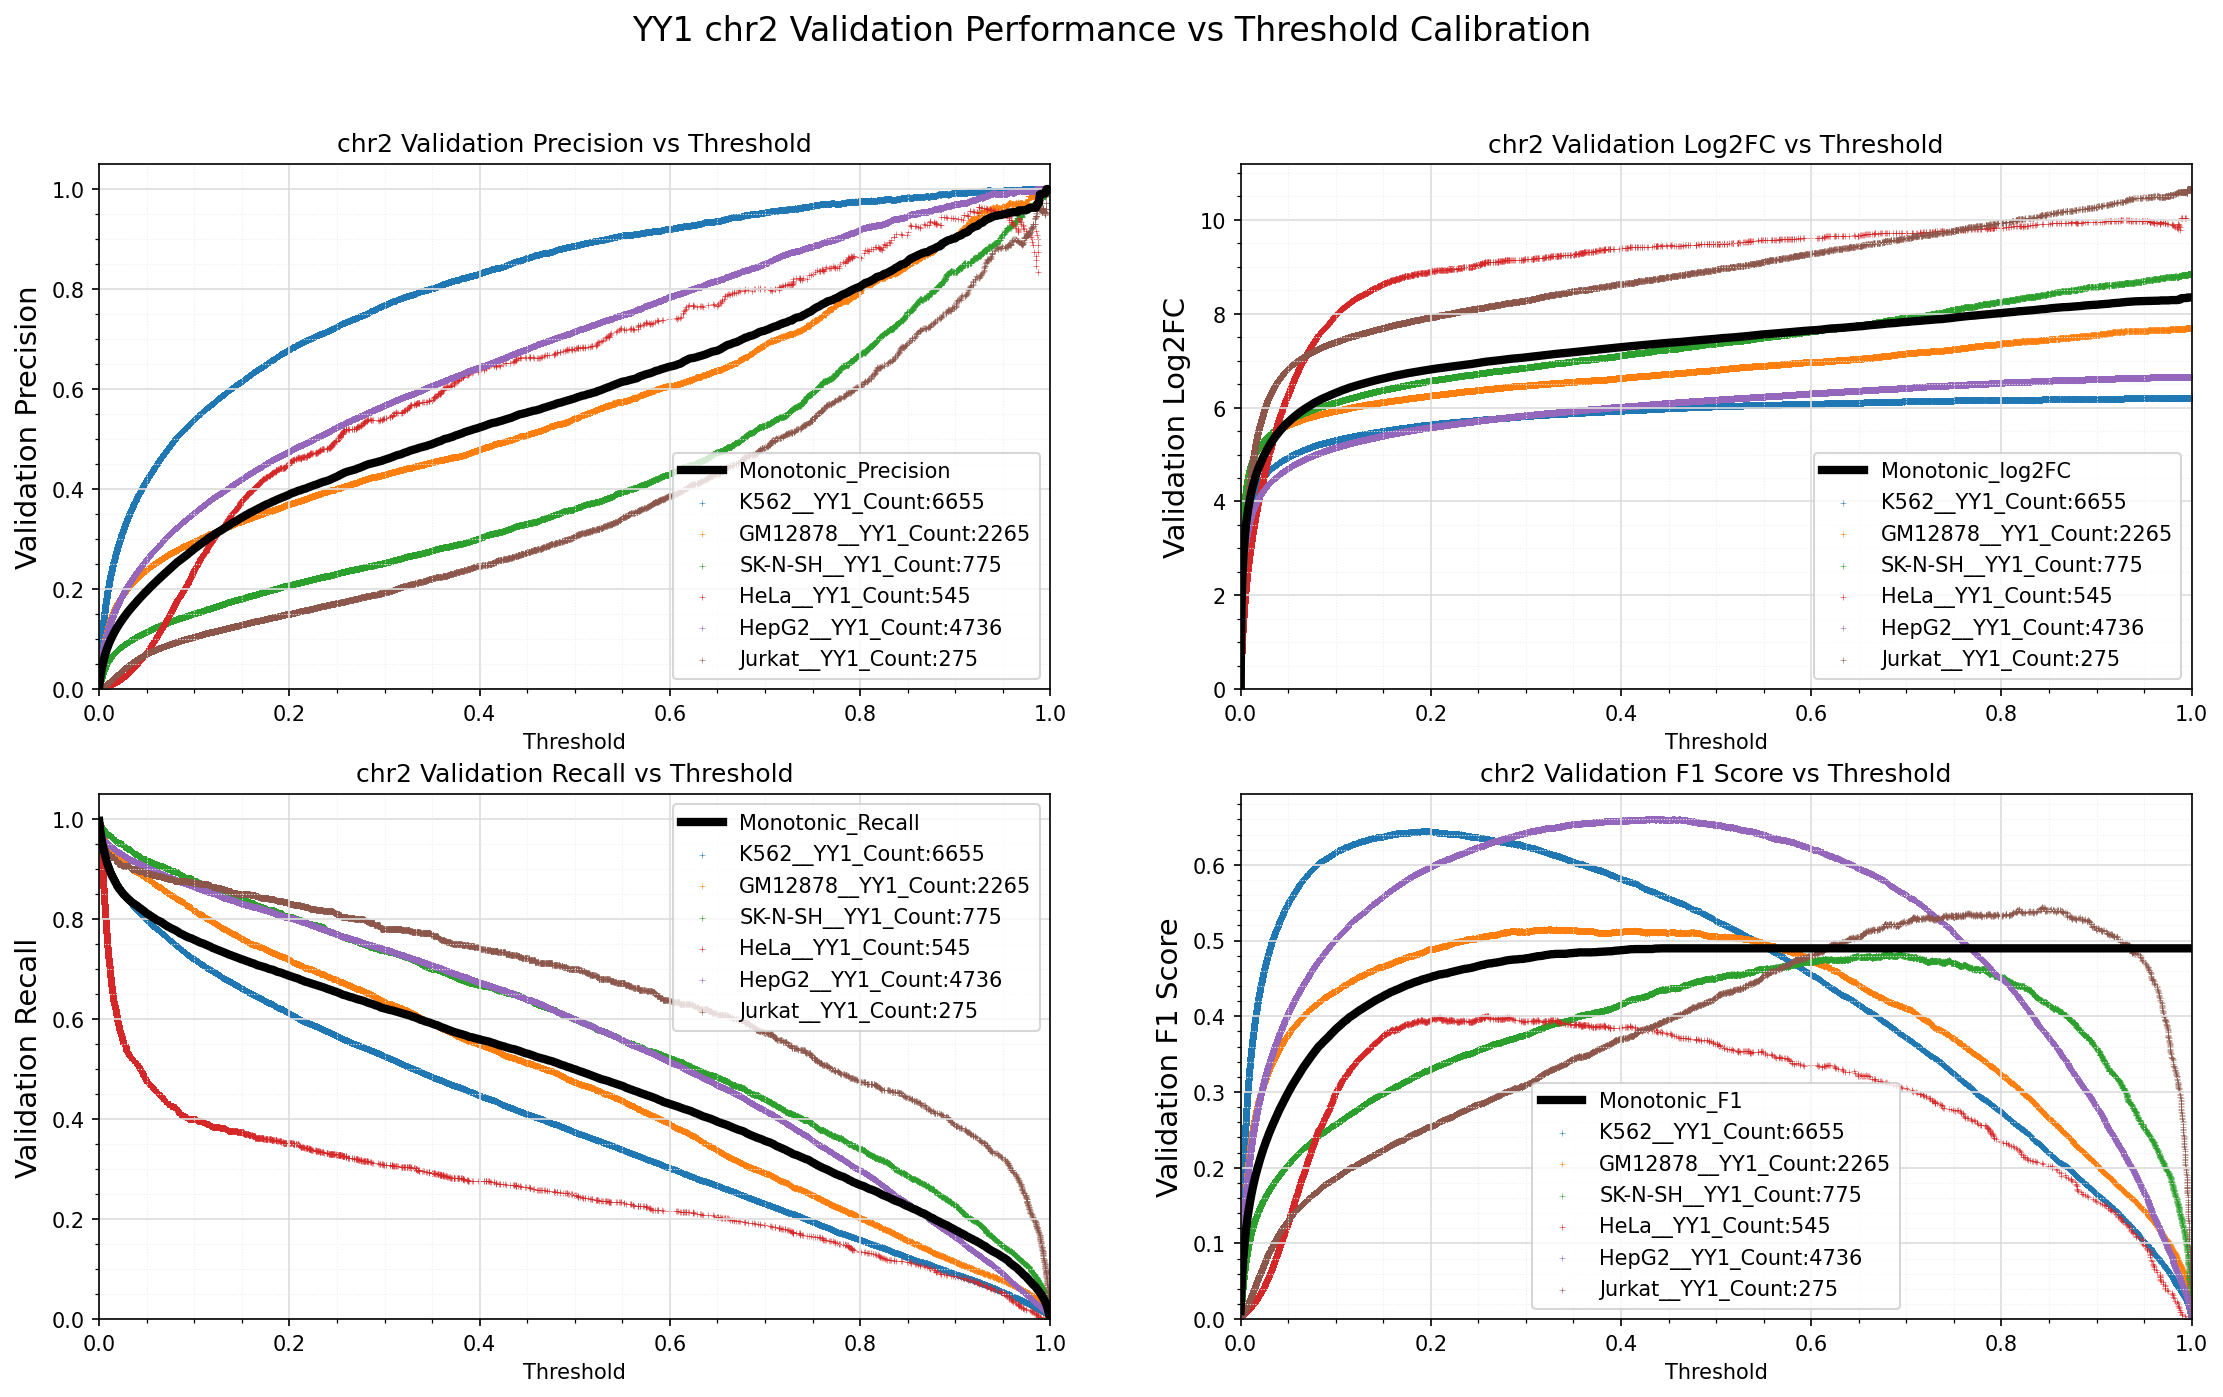 YY1 chr2 Validation Performance vs Threshold Calibration
chr2 Validation Precision vs Threshold
Validation Precision
1.0
0.8
0.6
0.4
0.2
0.0
Monotonic_Precision
K562__YY1_Count:6655
GM12878__YY1_Count:2265
SK-N-SH__YY1_Count:775
HeLa__YY1_Count:545
HepG2__YY1_Count:4736
Jurkat__YY1_Count:275
0.0 0.2 0.4 0.6 0.8 1.0
Threshold
chr2 Validation Log2FC vs Threshold
Validation Log2FC
10
8
6
4
2
0
Monotonic_log2FC
K562__YY1_Count:6655
GM12878__YY1_Count:2265
SK-N-SH__YY1_Count:775
HeLa__YY1_Count:545
HepG2__YY1_Count:4736
Jurkat__YY1_Count:275
0.0 0.2 0.4 0.6 0.8 1.0
Threshold
chr2 Validation Recall vs Threshold
Validation Recall
1.0
0.8
0.6
0.4
0.2
0.0
Monotonic_Recall
K562__YY1_Count:6655
GM12878__YY1_Count:2265
SK-N-SH__YY1_Count:775
HeLa__YY1_Count:545
HepG2__YY1_Count:4736
Jurkat__YY1_Count:275
0.0 0.2 0.4 0.6 0.8 1.0
Threshold
chr2 Validation F1 Score vs Threshold
Validation F1 Score
0.6
0.5
0.4
0.3
0.2
0.1
0.0
Monotonic_F1
K562__YY1_Count:6655
GM12878__YY1_Count:2265
SK-N-SH__YY1_Count:775
HeLa__YY1_Count:545
HepG2__YY1_Count:4736
Jurkat__YY1_Count:275
0.0 0.2 0.4 0.6 0.8 1.0
Threshold